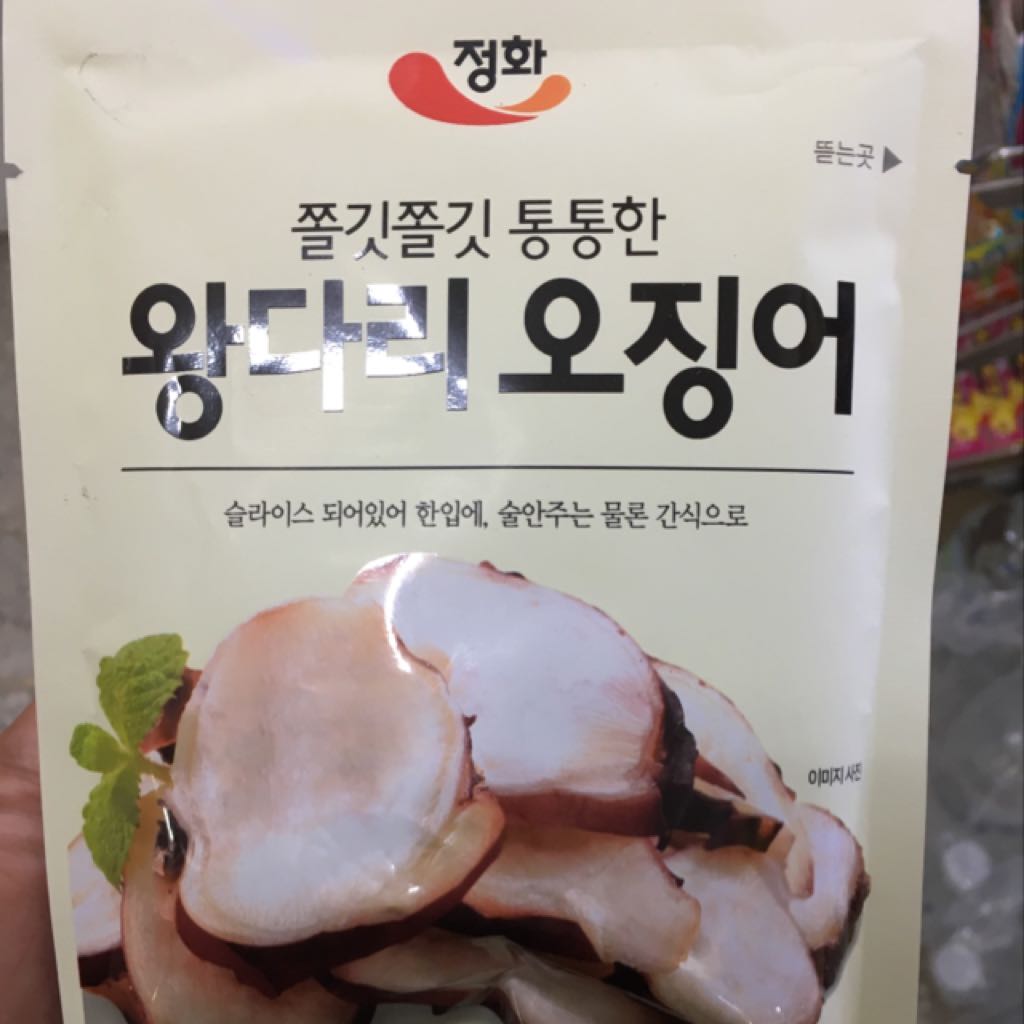 정화
뜯는곳
쫄깃쫄깃 통통한
왕다리 오징어
슬라이스 되어있어 한입에, 술안주는 물론 간식으로
이미지 사진